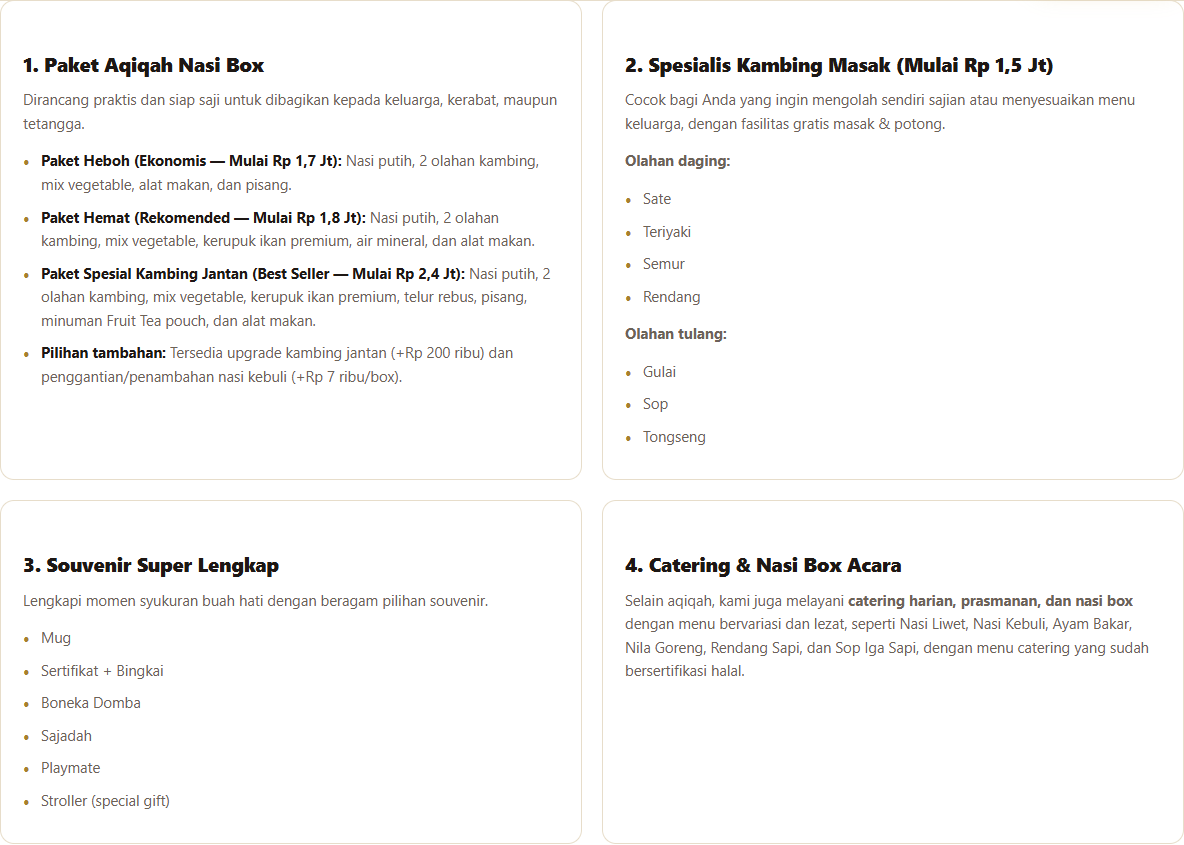 1. Paket Aqiqah Nasi Box
Dirancang praktis dan siap saji untuk dibagikan kepada keluarga, kerabat, maupun
tetangga.
• Paket Heboh (Ekonomis — Mulai Rp 1,7 Jt): Nasi putih, 2 olahan kambing,
mix vegetable, alat makan, dan pisang.
• Paket Hemat (Rekomended — Mulai Rp 1,8 Jt): Nasi putih, 2 olahan
kambing, mix vegetable, kerupuk ikan premium, air mineral, dan alat makan.
• Paket Spesial Kambing Jantan (Best Seller — Mulai Rp 2,4 Jt): Nasi putih, 2
olahan kambing, mix vegetable, kerupuk ikan premium, telur rebus, pisang,
minuman Fruit Tea pouch, dan alat makan.
• Pilihan tambahan: Tersedia upgrade kambing jantan (+Rp 200 ribu) dan
penggantian/penambahan nasi kebuli (+Rp 7 ribu/box).
2. Spesialis Kambing Masak (Mulai Rp 1,5 Jt)
Cocok bagi Anda yang ingin mengolah sendiri sajian atau menyesuaikan menu
keluarga, dengan fasilitas gratis masak & potong.
Olahan daging:
• Sate
• Teriyaki
• Semur
• Rendang
Olahan tulang:
• Gulai
• Sop
• Tongseng
3. Souvenir Super Lengkap
Lengkapi momen syukuran buah hati dengan beragam pilihan souvenir.
• Mug
• Sertifikat + Bingkai
• Boneka Domba
• Sajadah
• Playmate
• Stroller (special gift)
4. Catering & Nasi Box Acara
Selain aqiqah, kami juga melayani catering harian, prasmanan, dan nasi box
dengan menu bervariasi dan lezat, seperti Nasi Liwet, Nasi Kebuli, Ayam Bakar,
Nila Goreng, Rendang Sapi, dan Sop Iga Sapi, dengan menu catering yang sudah
bersertifikasi halal.